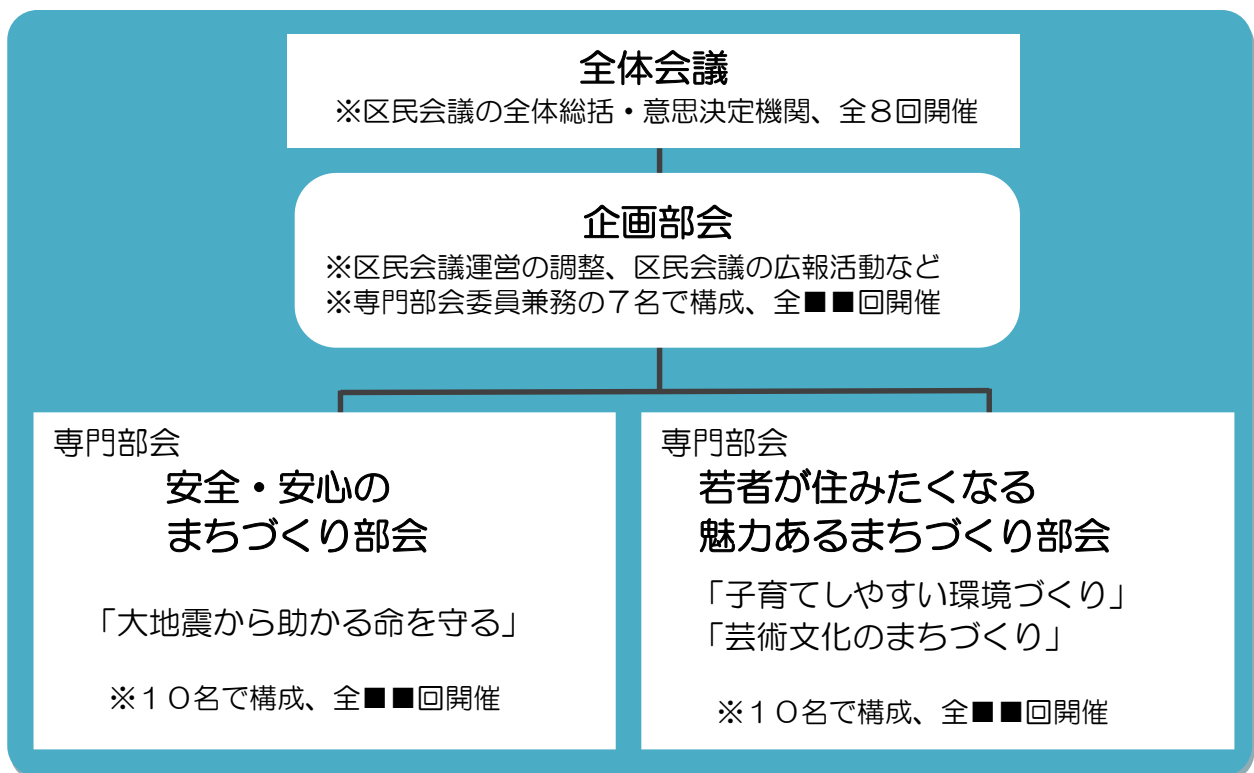 全体会議
※区民会議の全体総括・意思決定機関、全８回開催
企画部会
※区民会議運営の調整、区民会議の広報活動など
※専門部会委員兼務の７名で構成、全■■回開催
専門部会
安全・安心の
まちづくり部会
「大地震から助かる命を守る」
※１０名で構成、全■■回開催
専門部会
若者が住みたくなる
魅力あるまちづくり部会
「子育てしやすい環境づくり」
「芸術文化のまちづくり」
※１０名で構成、全■■回開催